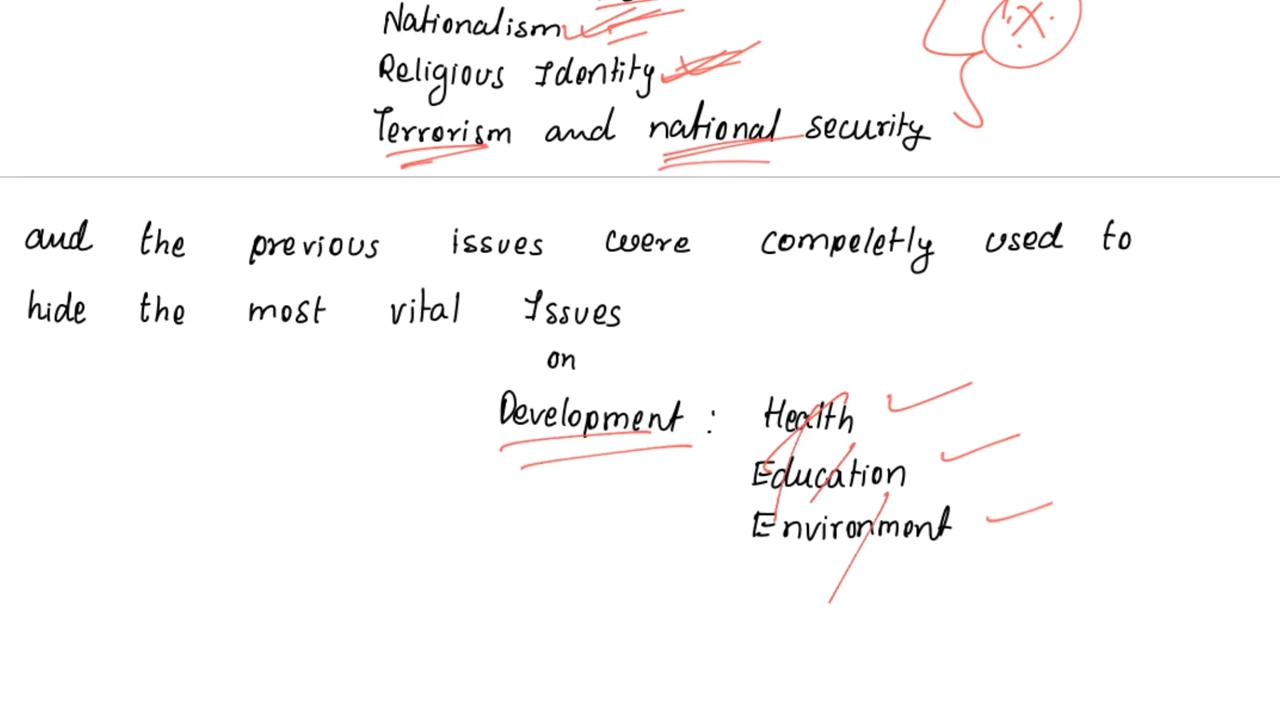 Nationalism
Religious Identity
Terrorism and national security
and the previous issues were compeletly used to
hide the most vital Issues
on
Development : Health
Education
Environment